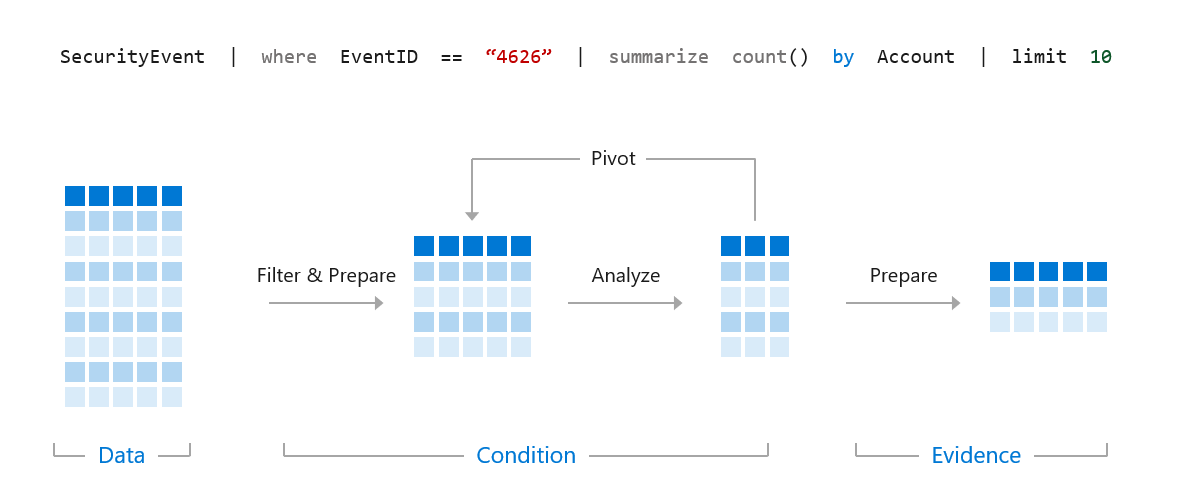 SecurityEvent | where EventID == “4626” | summarize count() by Account | limit 10
Pivot
Filter & Prepare
Analyze
Prepare
Data
Condition
Evidence